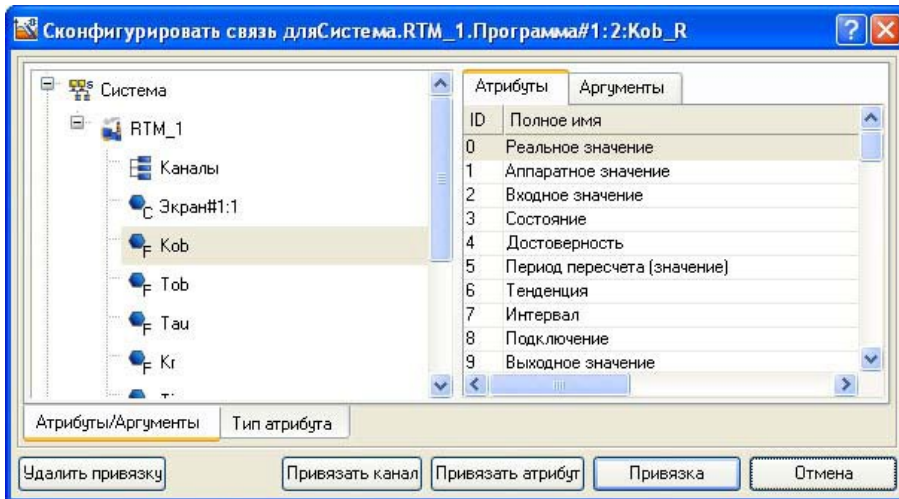 Сконфигурировать связь дляСистема.RTM_1.Программа#1:2:Kob_R
Система
RTM_1
Каналы
C Экран#1:1
F Kob
F Tob
F Tau
F Kr
Атрибуты Аргументы
ID Полное имя
0 Реальное значение
1 Аппаратное значение
2 Входное значение
3 Состояние
4 Достоверность
5 Период пересчета (значение)
6 Тенденция
7 Интервал
8 Подключение
9 Выходное значение
Атрибуты/Аргументы Тип атрибута
Удалить привязку Привязать канал Привязать атрибут Привязка Отмена